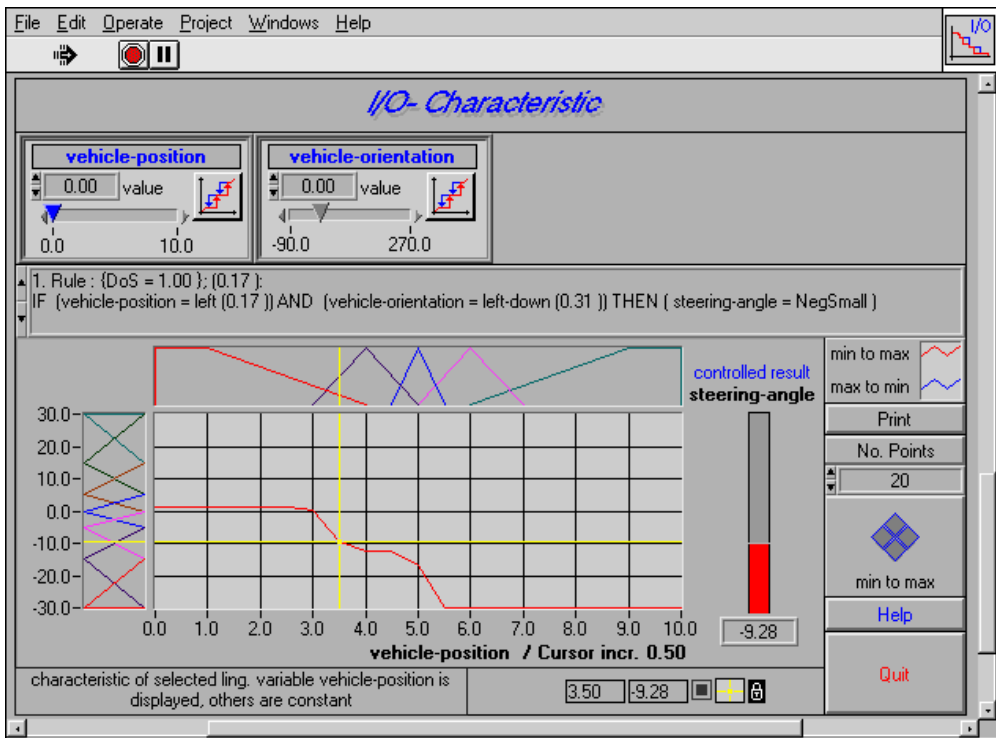 File Edit Operate Project Windows Help
I/O
I/O- Characteristic
vehicle-position
0.00 value
0.0 10.0
vehicle-orientation
0.00 value
-90.0 270.0
1. Rule : {DoS = 1.00 }; (0.17 ):
IF (vehicle-position = left (0.17 )) AND (vehicle-orientation = left-down (0.31 )) THEN ( steering-angle = NegSmall )
30.0
20.0
10.0
0.0
-10.0
-20.0
-30.0
0.0 1.0 2.0 3.0 4.0 5.0 6.0 7.0 8.0 9.0 10.0
vehicle-position / Cursor incr. 0.50
controlled result
steering-angle
-9.28
min to max
max to min
Print
No. Points
20
min to max
Help
Quit
characteristic of selected ling. variable vehicle-position is
displayed, others are constant
3.50 -9.28